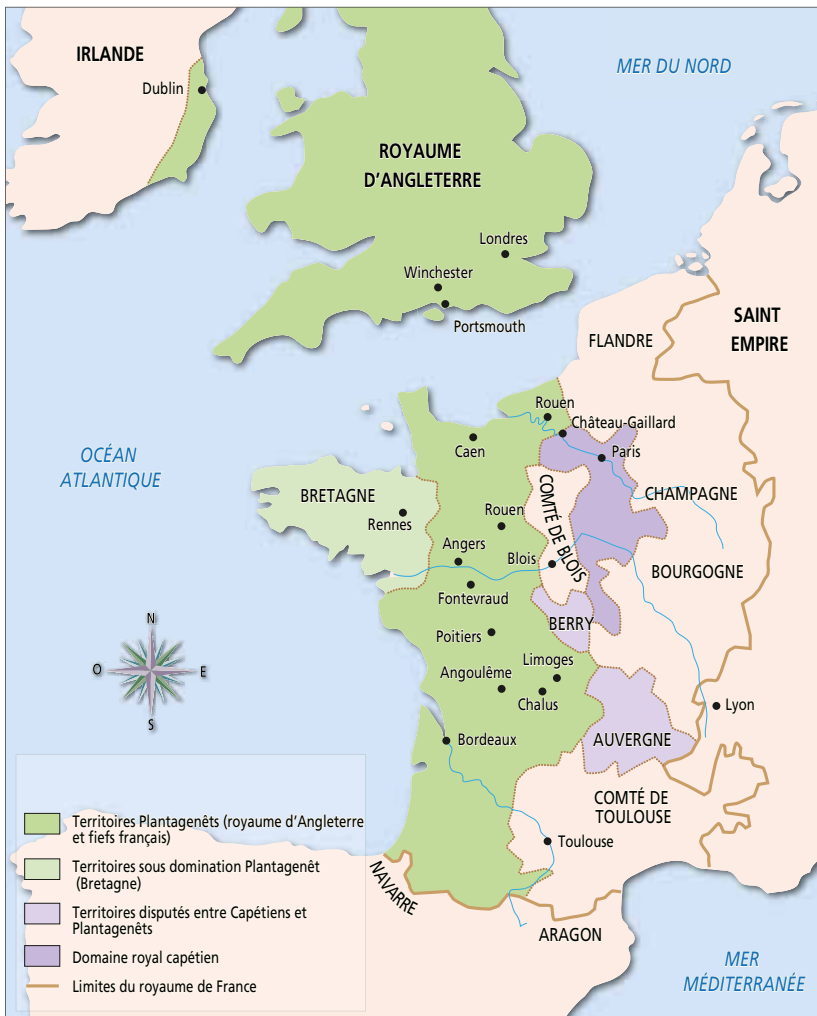 IRLANDE
Dublin
MER DU NORD
ROYAUME
D'ANGLETERRE
Londres
Winchester
Portsmouth
SAINT
EMPIRE
FLANDRE
Rouen
Château-Gaillard
Caen
Paris
OCÉAN
ATLANTIQUE
BRETAGNE
Rennes
Rouen
COMTÉ DE BLOIS
CHAMPAGNE
Angers
Blois
BOURGOGNE
Fontevraud
BERRY
Poitiers
N
O
E
S
Limoges
Angoulême
Chalus
Lyon
Bordeaux
AUVERGNE
COMTÉ DE
TOULOUSE
Toulouse
NAVARRE
ARAGON
MER
MÉDITERRANÉE
Territoires Plantagenêts (royaume d'Angleterre
et fiefs français)
Territoires sous domination Plantagenêt
(Bretagne)
Territoires disputés entre Capétiens et
Plantagenêts
Domaine royal capétien
Limites du royaume de France